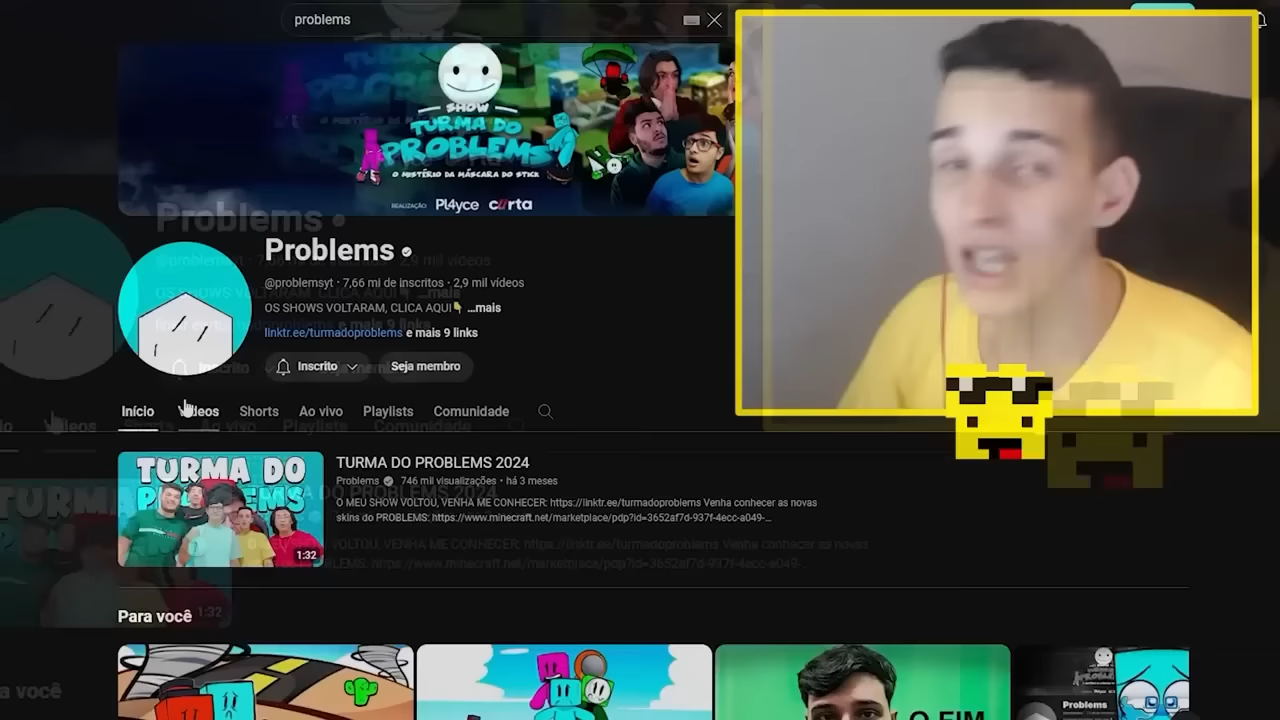 problems
SHOW
TURMA DO
PROBLEMS
O MISTÉRIO DA MÁSCARA DO STICK
REALIZAÇÃO: PL4yce curta
Problems
@problemsyt · 7,66 mi de inscritos · 2,9 mil vídeos
OS SHOWS VOLTARAM, CLICA AQUI👇 ...mais
linktr.ee/turmadoproblems e mais 9 links
Inscrito
Seja membro
Início Vídeos Shorts Ao vivo Playlists Comunidade
TURMA DO
PROBLEMS
1:32
TURMA DO PROBLEMS 2024
Problems 746 mil visualizações • há 3 meses
O MEU SHOW VOLTOU, VENHA ME CONHECER: https://linktr.ee/turmadoproblems Venha conhecer as novas
skins do PROBLEMS: https://www.minecraft.net/marketplace/pdp?id=3652af7d-937f-4ecc-a049-...
Para você
O FIM
Problems